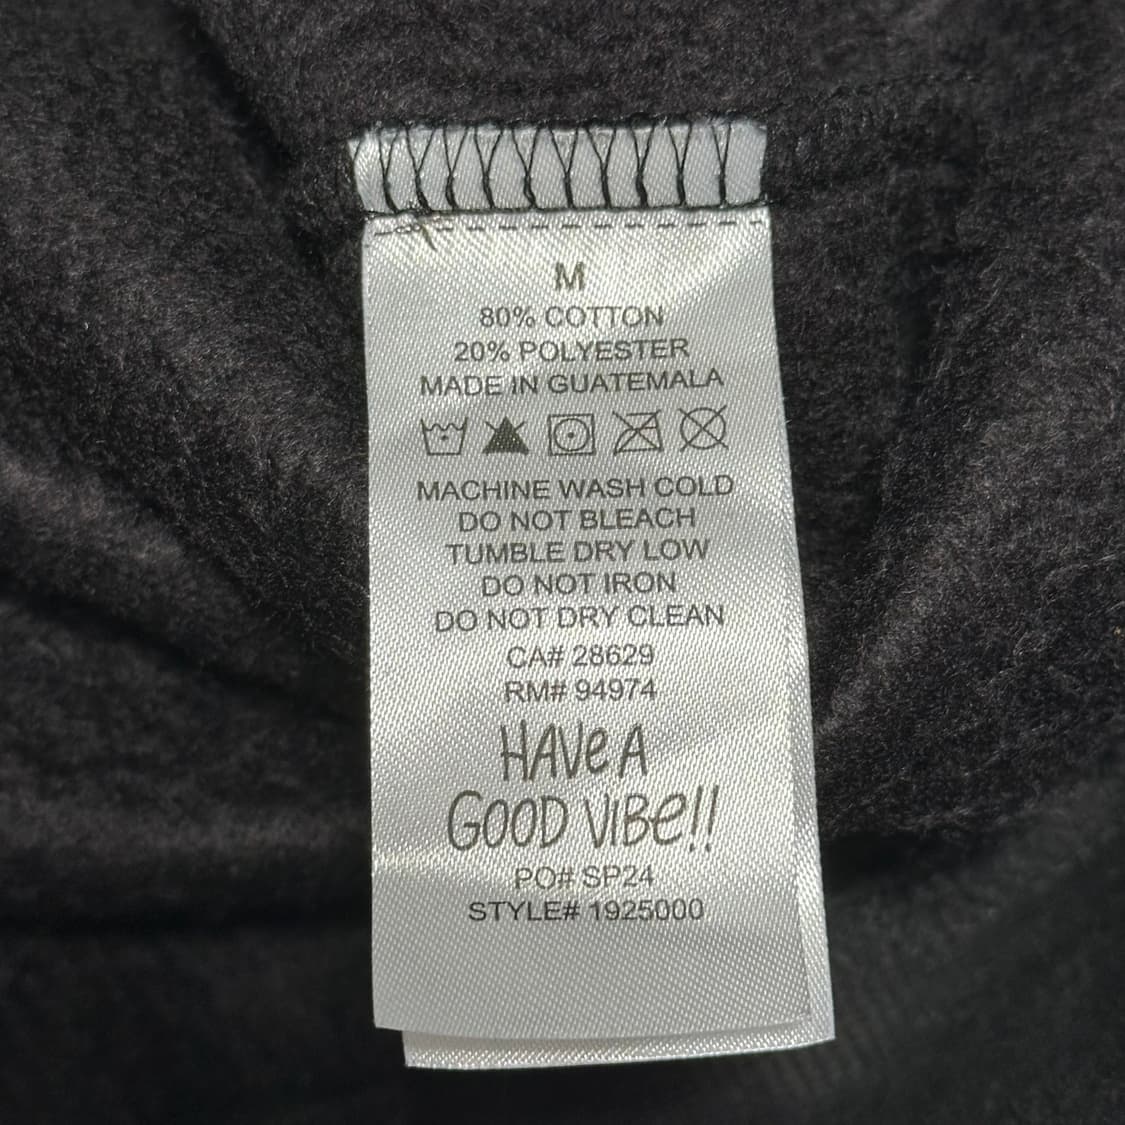 M
80% COTTON
20% POLYESTER
MADE IN GUATEMALA
MACHINE WASH COLD
DO NOT BLEACH
TUMBLE DRY LOW
DO NOT IRON
DO NOT DRY CLEAN
CA# 28629
RM# 94974
HAVe A
GOOD VIBe!!
PO# SP24
STYLE# 1925000